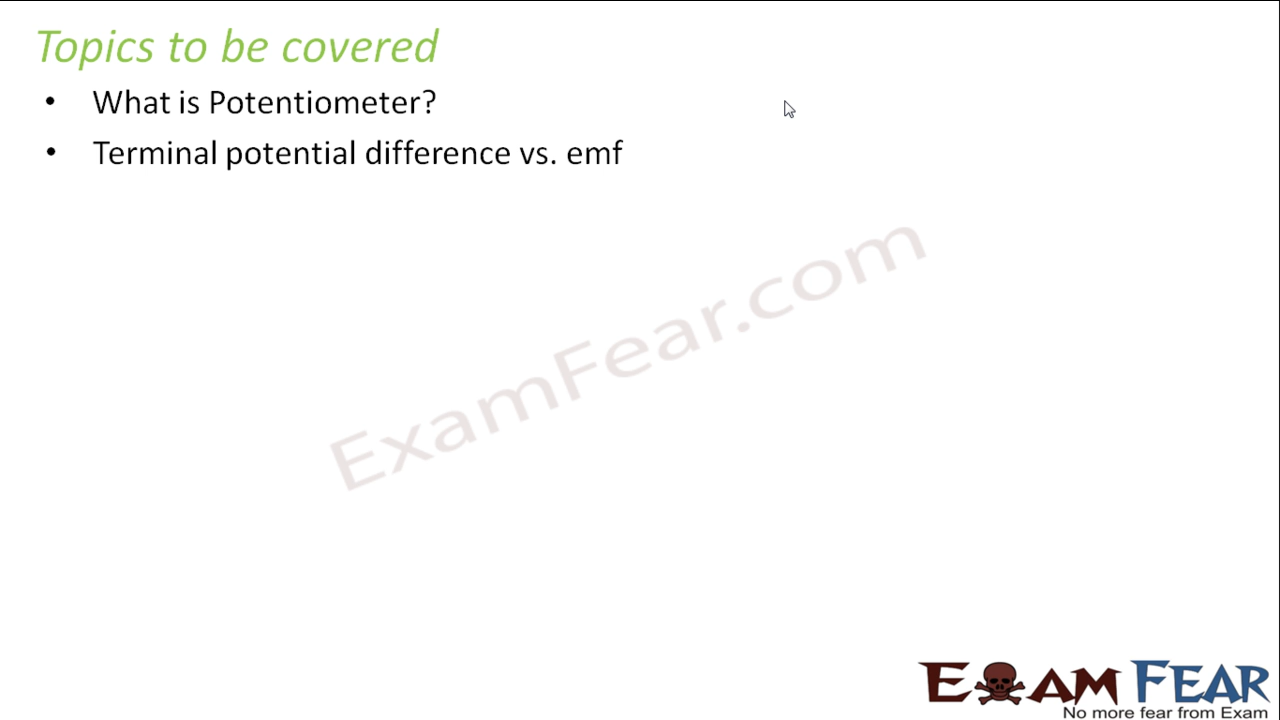 Topics to be covered
• What is Potentiometer?
• Terminal potential difference vs. emf
ExamFear.com
EXAM FEAR
No more fear from Exam